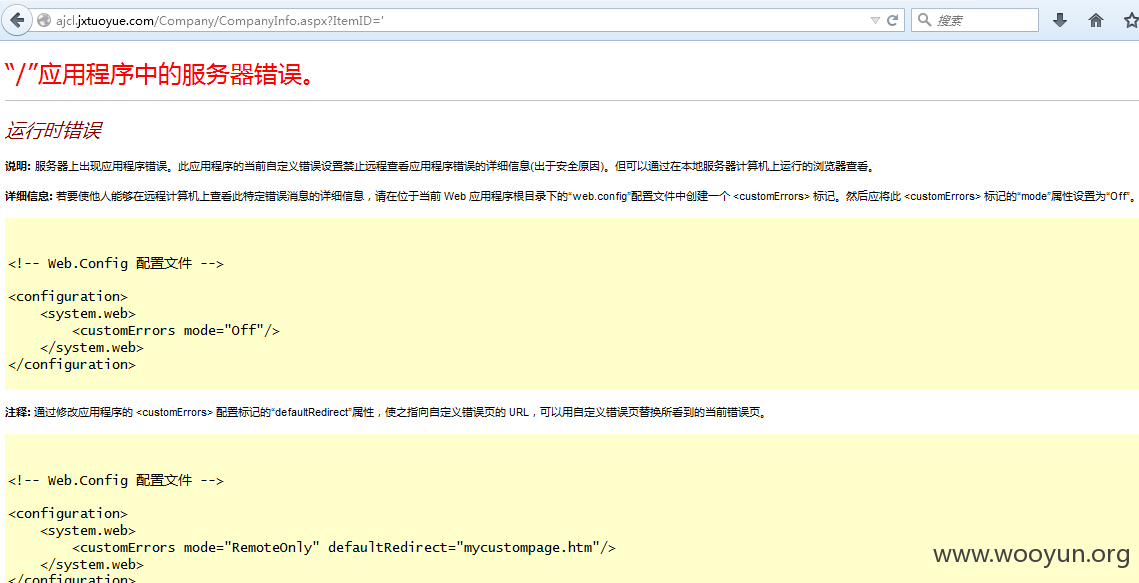 ajcl.jxtuoyue.com/Company/CompanyInfo.aspx?ItemID='
搜索
“/”应用程序中的服务器错误。
运行时错误
说明: 服务器上出现应用程序错误。此应用程序的当前自定义错误设置禁止远程查看应用程序错误的详细信息(出于安全原因)。但可以通过在本地服务器计算机上运行的浏览器查看。
详细信息: 若要使他人能够在远程计算机上查看此特定错误消息的详细信息，请在位于当前 Web 应用程序根目录下的“web.config”配置文件中创建一个 <customErrors> 标记。然后应将此 <customErrors> 标记的“mode”属性设置为“Off”。
<!-- Web.Config 配置文件 -->
<configuration>
    <system.web>
        <customErrors mode="Off"/>
    </system.web>
</configuration>
注释: 通过修改应用程序的 <customErrors> 配置标记的“defaultRedirect”属性，使之指向自定义错误页的 URL，可以用自定义错误页替换所看到的当前错误页。
<!-- Web.Config 配置文件 -->
<configuration>
    <system.web>
        <customErrors mode="RemoteOnly" defaultRedirect="mycustompage.htm"/>
    </system.web>
</configuration>
www.wooyun.org